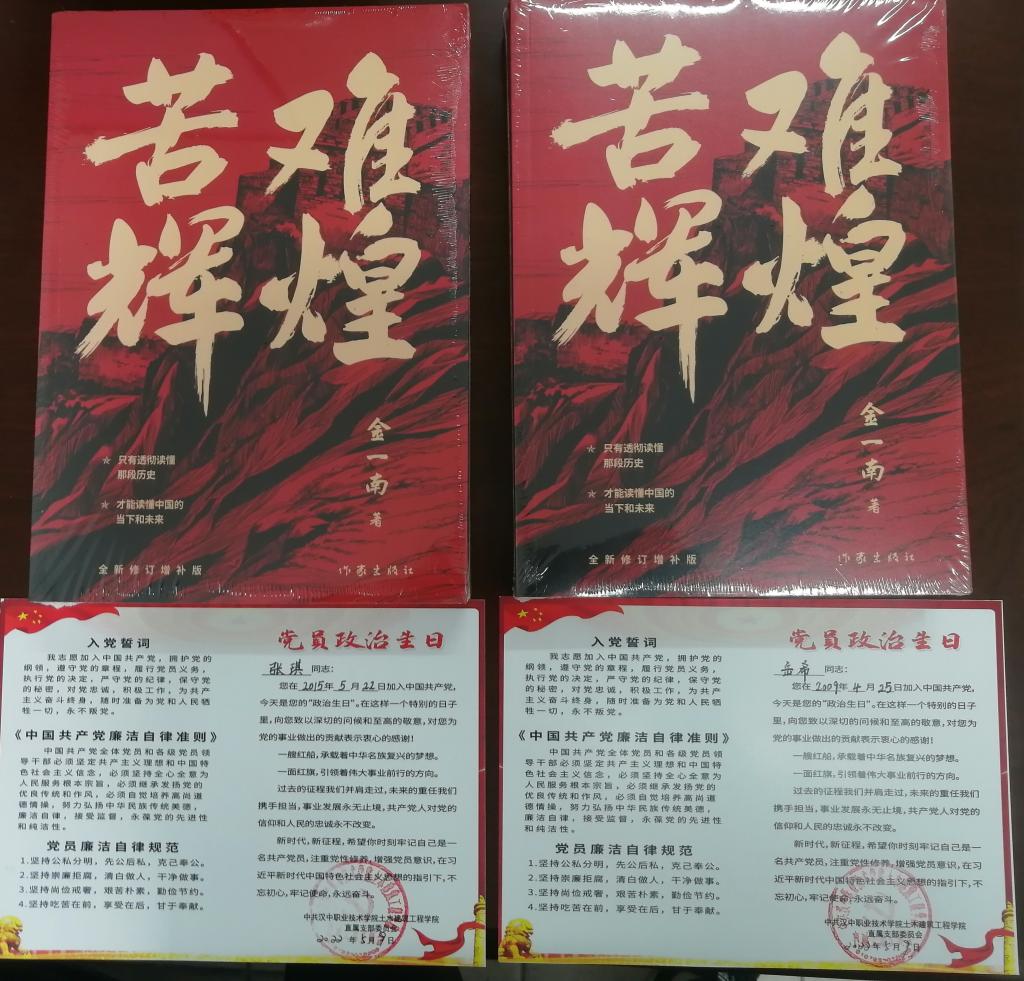 苦难
辉煌
金一南 著
★ 只有透彻读懂
那段历史
★ 才能读懂中国的
当下和未来
全新修订增补版
作家出版社
苦难
辉煌
金一南 著
★ 只有透彻读懂
那段历史
★ 才能读懂中国的
当下和未来
全新修订增补版
作家出版社
入党誓词
我志愿加入中国共产党，拥护党的
纲领，遵守党的章程，履行党员义务，
执行党的决定，严守党的纪律，保守党
的秘密，对党忠诚，积极工作，为共产
主义奋斗终身，随时准备为党和人民牺
牲一切，永不叛党。
《中国共产党廉洁自律准则》
中国共产党全体党员和各级党员领
导干部必须坚定共产主义理想和中国特
色社会主义信念，必须坚持全心全意为
人民服务根本宗旨，必须继承发扬党的
优良传统和作风，必须自觉培养高尚道
德情操，努力弘扬中华民族传统美德，
廉洁自律，接受监督，永葆党的先进性
和纯洁性。
党员廉洁自律规范
1.坚持公私分明，先公后私，克己奉公。
2.坚持崇廉拒腐，清白做人，干净做事。
3.坚持尚俭戒奢，艰苦朴素，勤俭节约。
4.坚持吃苦在前，享受在后，甘于奉献。
党员政治生日
张琪 同志：
您在 2015年 5 月 22日加入中国共产党，
今天是您的“政治生日”。在这样一个特别的日子
里，向您致以深切的问候和至高的敬意，对您为
党的事业做出的贡献表示衷心的感谢！
一艘红船，承载着中华名族复兴的梦想。
一面红旗，引领着伟大事业前行的方向。
过去的征程我们并肩走过，未来的重任我们
携手担当，事业发展永无止境，共产党人对党的
信仰和人民的忠诚永不改变。
新时代，新征程，希望你时刻牢记自己是一
名共产党员，注重党性修养，增强党员意识，在习
近平新时代中国特色社会主义思想的指引下，不
忘初心，牢记使命，永远奋斗。
中共汉中职业技术学院土木建筑工程学院
直属支部委员会
2022 年 5 月 9 日
入党誓词
我志愿加入中国共产党，拥护党的
纲领，遵守党的章程，履行党员义务，
执行党的决定，严守党的纪律，保守党
的秘密，对党忠诚，积极工作，为共产
主义奋斗终身，随时准备为党和人民牺
牲一切，永不叛党。
《中国共产党廉洁自律准则》
中国共产党全体党员和各级党员领
导干部必须坚定共产主义理想和中国特
色社会主义信念，必须坚持全心全意为
人民服务根本宗旨，必须继承发扬党的
优良传统和作风，必须自觉培养高尚道
德情操，努力弘扬中华民族传统美德，
廉洁自律，接受监督，永葆党的先进性
和纯洁性。
党员廉洁自律规范
1.坚持公私分明，先公后私，克己奉公。
2.坚持崇廉拒腐，清白做人，干净做事。
3.坚持尚俭戒奢，艰苦朴素，勤俭节约。
4.坚持吃苦在前，享受在后，甘于奉献。
党员政治生日
岳希 同志：
您在 2009年 4 月 25日加入中国共产党，
今天是您的“政治生日”。在这样一个特别的日子
里，向您致以深切的问候和至高的敬意，对您为
党的事业做出的贡献表示衷心的感谢！
一艘红船，承载着中华名族复兴的梦想。
一面红旗，引领着伟大事业前行的方向。
过去的征程我们并肩走过，未来的重任我们
携手担当，事业发展永无止境，共产党人对党的
信仰和人民的忠诚永不改变。
新时代，新征程，希望你时刻牢记自己是一
名共产党员，注重党性修养，增强党员意识，在习
近平新时代中国特色社会主义思想的指引下，不
忘初心，牢记使命，永远奋斗。
中共汉中职业技术学院土木建筑工程学院
直属支部委员会
年 5 月 日